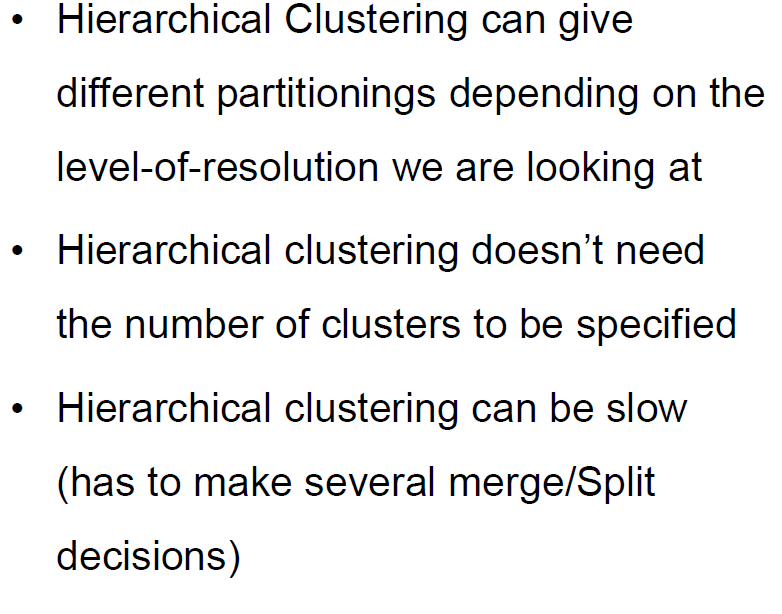 • Hierarchical Clustering can give
different partitionings depending on the
level-of-resolution we are looking at
• Hierarchical clustering doesn’t need
the number of clusters to be specified
• Hierarchical clustering can be slow
(has to make several merge/Split
decisions)